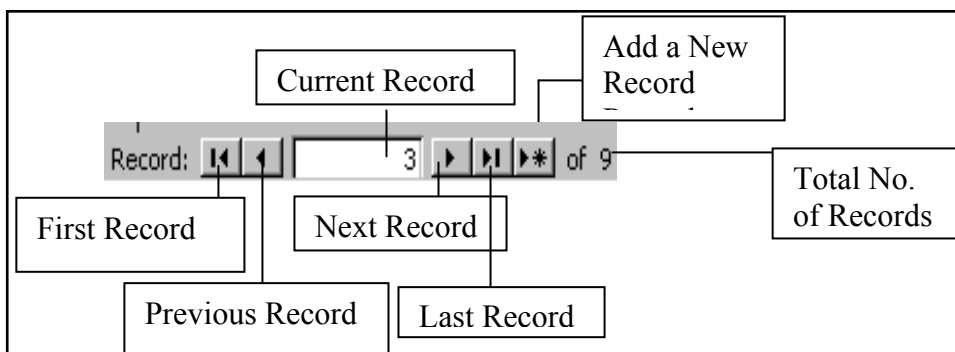 Add a New
Record
Current Record
Record: 3 of 9
Total No.
of Records
First Record
Next Record
Previous Record
Last Record